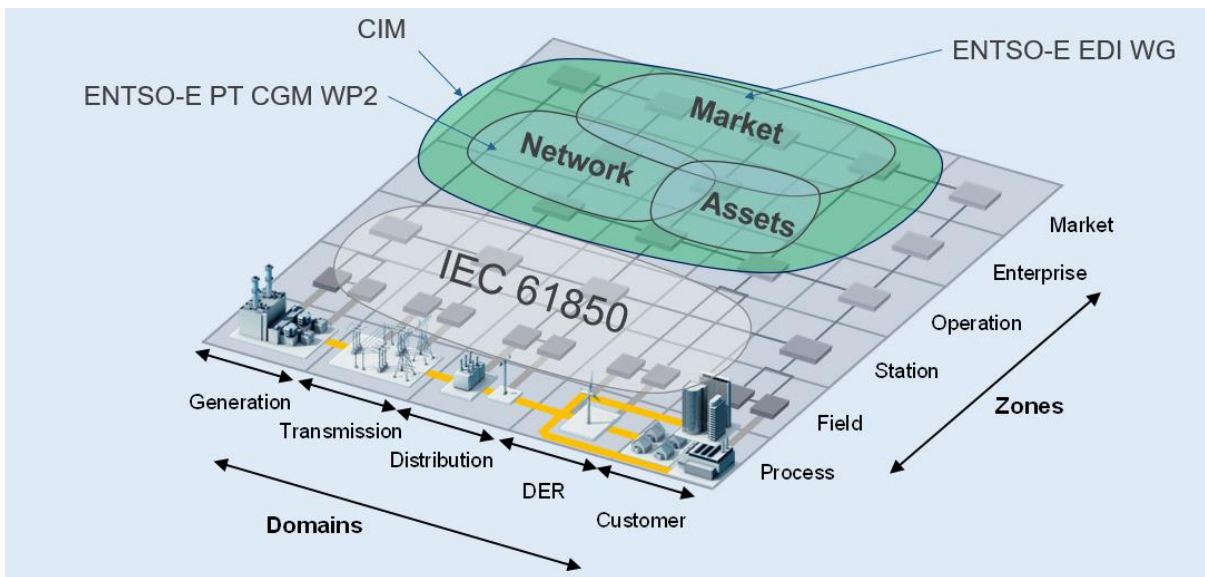 CIM
ENTSO-E EDI WG
ENTSO-E PT CGM WP2
Market
Network
Assets
IEC 61850
Market
Enterprise
Operation
Station
Field
Process
Zones
Generation
Transmission
Distribution
DER
Customer
Domains